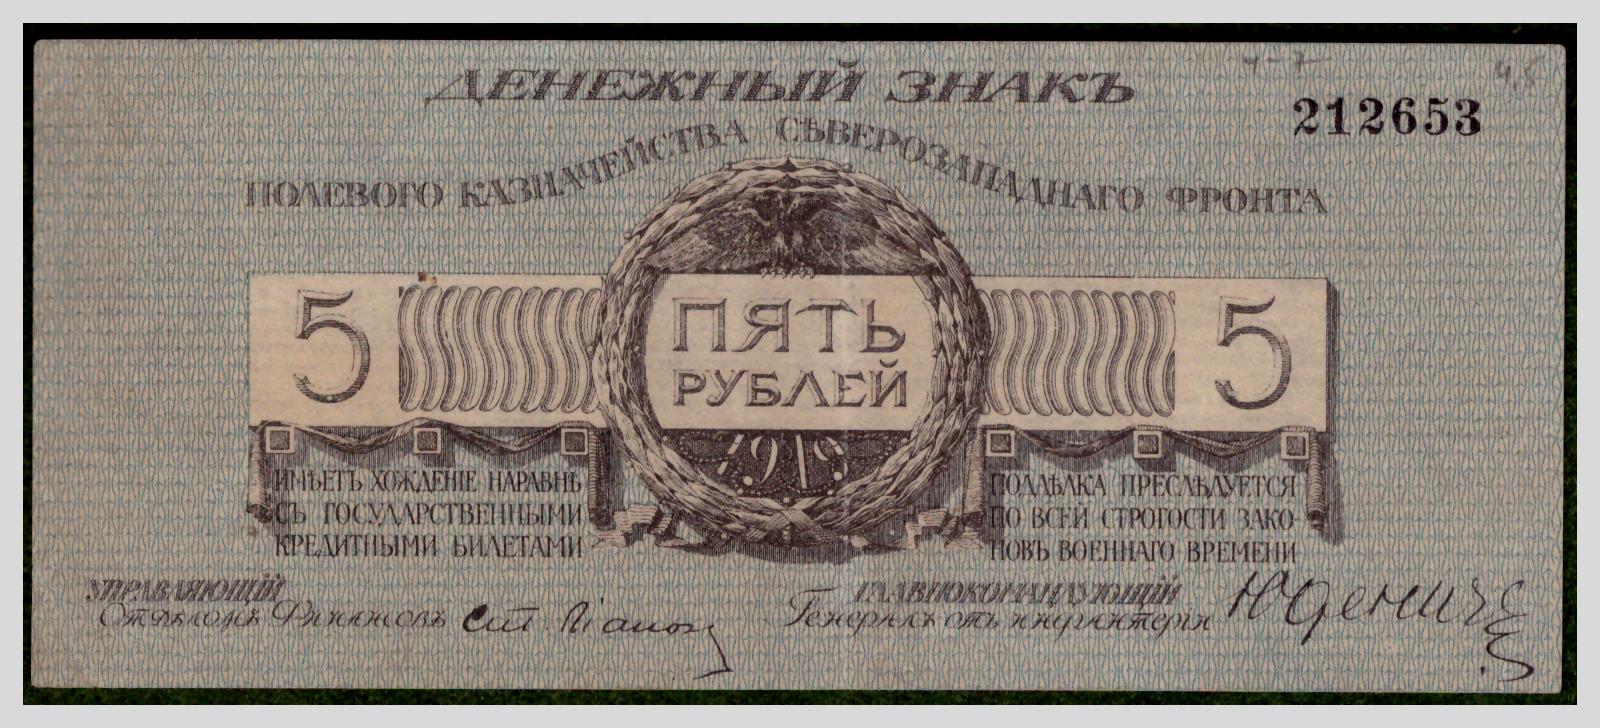 ДЕНЕЖНЫЙ ЗНАКЪ
212653
ПОЛЕВОГО КАЗНАЧЕЙСТВА СѢВЕРОЗАПАДНАГО ФРОНТА
5 ПЯТЬ 5
РУБЛЕЙ
1919
ИМѢЕТЪ ХОЖДЕНІЕ НАРАВНѢ
СЪ ГОСУДАРСТВЕННЫМИ
КРЕДИТНЫМИ БИЛЕТАМИ
ПОДДѢЛКА ПРЕСЛѢДУЕТСЯ
ПО ВСЕЙ СТРОГОСТИ ЗАКО-
НОВЪ ВОЕННАГО ВРЕМЕНИ
УПРАВЛЯЮЩІЙ
Отдѣломъ Финансовъ
ГЛАВНОКОМАНДУЮЩІЙ
Генералъ отъ инфантеріи Юденичъ